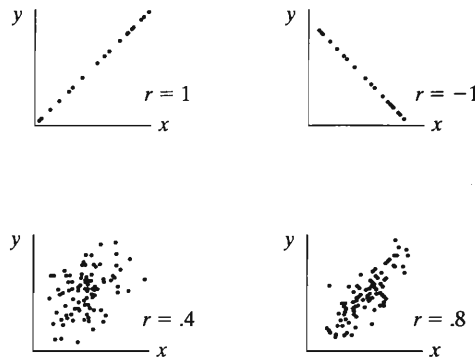 y
y
r = 1
r = −1
x
x
y
y
r = .4
r = .8
x
x